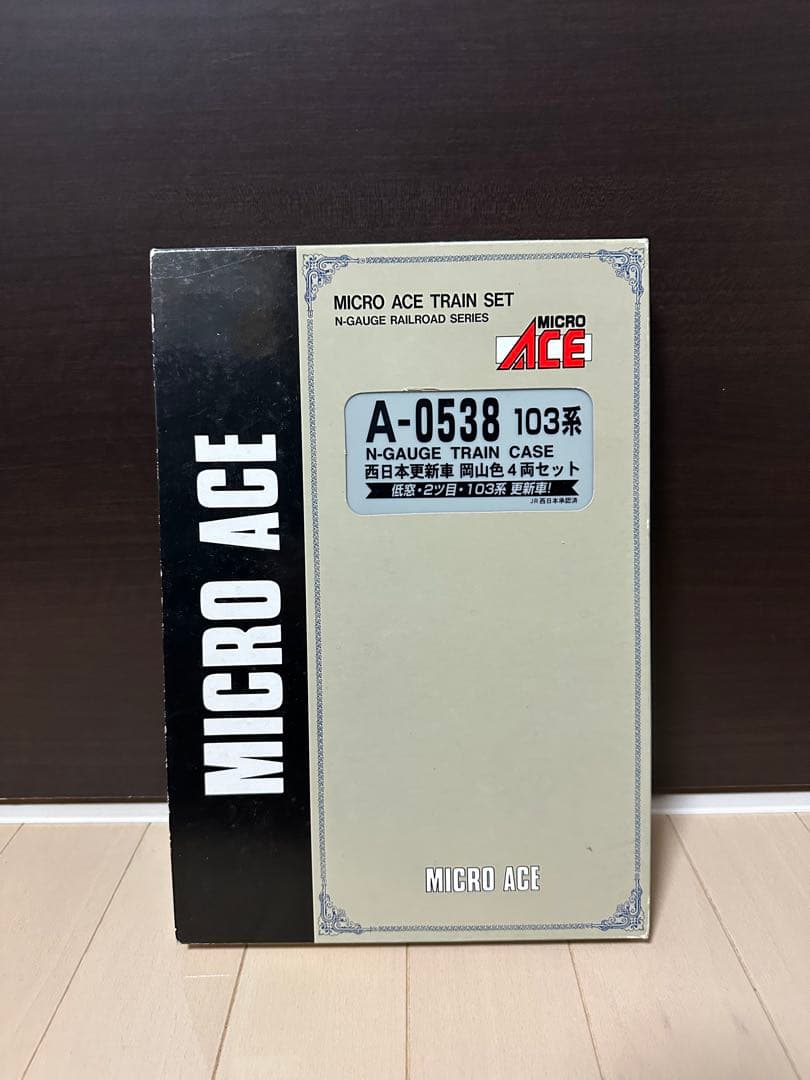 MICRO ACE
MICRO ACE TRAIN SET
N-GAUGE RAILROAD SERIES
MICRO
ACE
A-0538 103系
N-GAUGE TRAIN CASE
西日本更新車 岡山色4両セット
低窓・2ツ目・103系 更新車!
JR西日本承認済
MICRO ACE